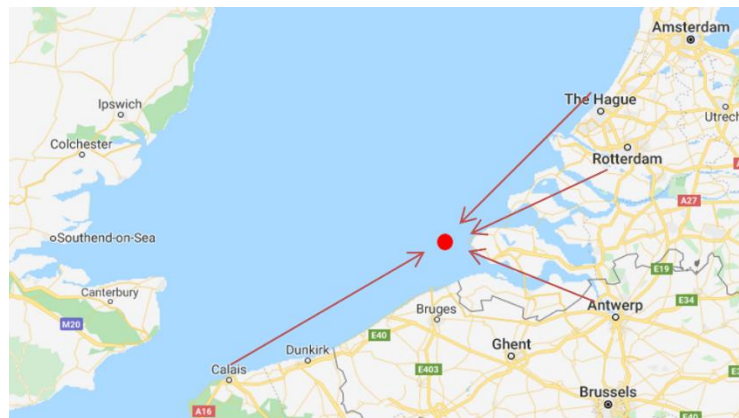 Amsterdam
The Hague
Utrech
Ipswich
Colchester
Rotterdam
A27
Southend-on-Sea
E19
E34
Canterbury
M20
Antwerp
Bruges
E40
Ghent
Dunkirk
Calais
E403
E40
Brussels
A16
E40